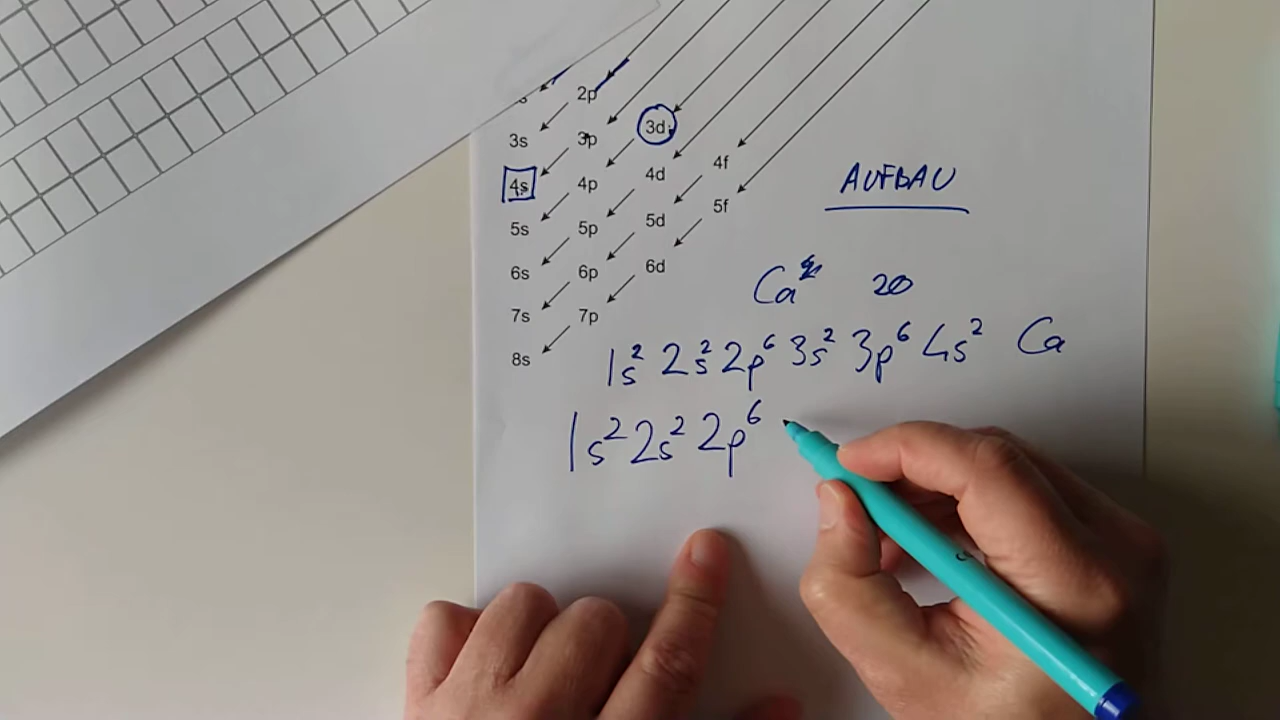 2p
3s 3p 3d
4s 4p 4d 4f
5s 5p 5d 5f
6s 6p 6d
7s 7p
8s
AUFBAU
Ca 20
1s² 2s² 2p⁶ 3s² 3p⁶ 4s² Ca
1s² 2s² 2p⁶